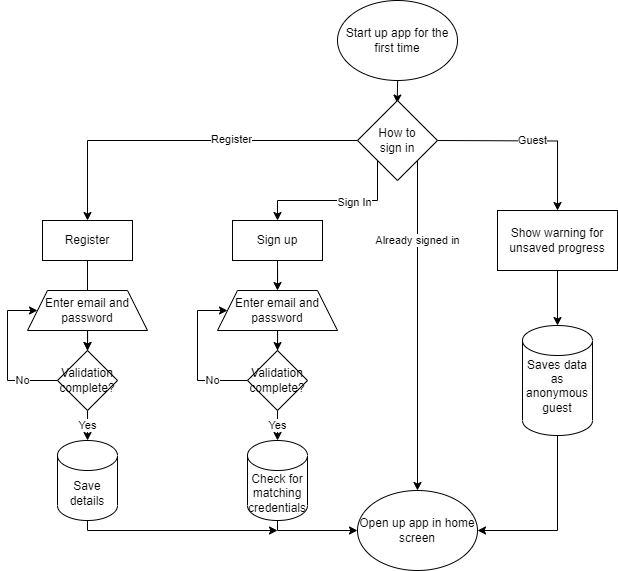 Start up app for the
first time
How to
sign in
Register
Guest
Sign In
Register
Sign up
Already signed in
Show warning for
unsaved progress
Enter email and
password
Enter email and
password
Validation
complete?
No
Validation
complete?
No
Saves data
as
anonymous
guest
Yes
Yes
Save
details
Check for
matching
credentials
Open up app in home
screen